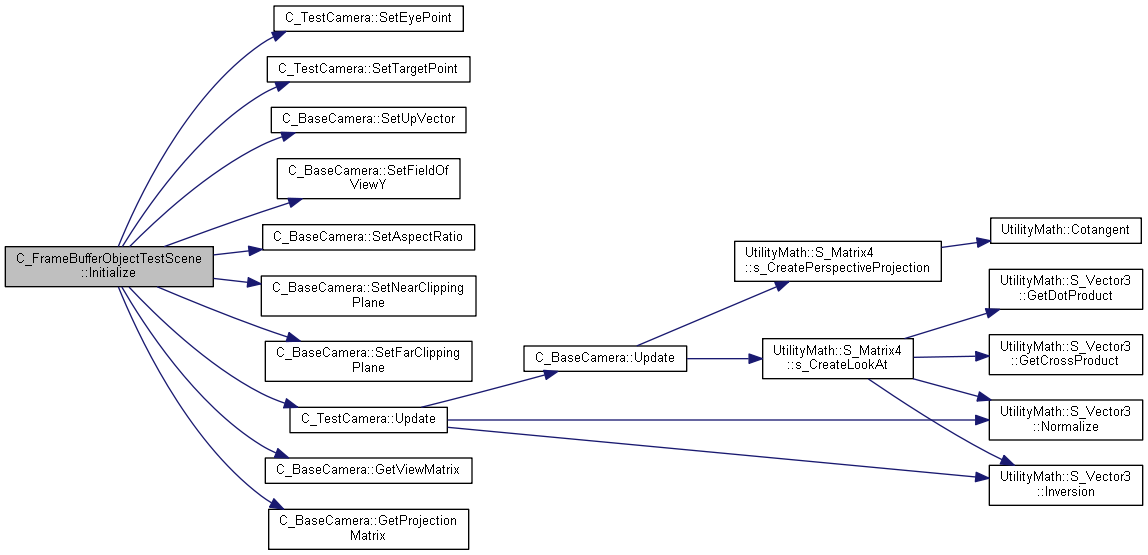 C_FrameBufferObjectTestScene
::Initialize
C_TestCamera::SetEyePoint
C_TestCamera::SetTargetPoint
C_BaseCamera::SetUpVector
C_BaseCamera::SetFieldOf
ViewY
C_BaseCamera::SetAspectRatio
C_BaseCamera::SetNearClipping
Plane
C_BaseCamera::SetFarClipping
Plane
C_TestCamera::Update
C_BaseCamera::GetViewMatrix
C_BaseCamera::GetProjection
Matrix
C_BaseCamera::Update
UtilityMath::S_Matrix4
::s_CreatePerspectiveProjection
UtilityMath::S_Matrix4
::s_CreateLookAt
UtilityMath::Cotangent
UtilityMath::S_Vector3
::GetDotProduct
UtilityMath::S_Vector3
::GetCrossProduct
UtilityMath::S_Vector3
::Normalize
UtilityMath::S_Vector3
::Inversion